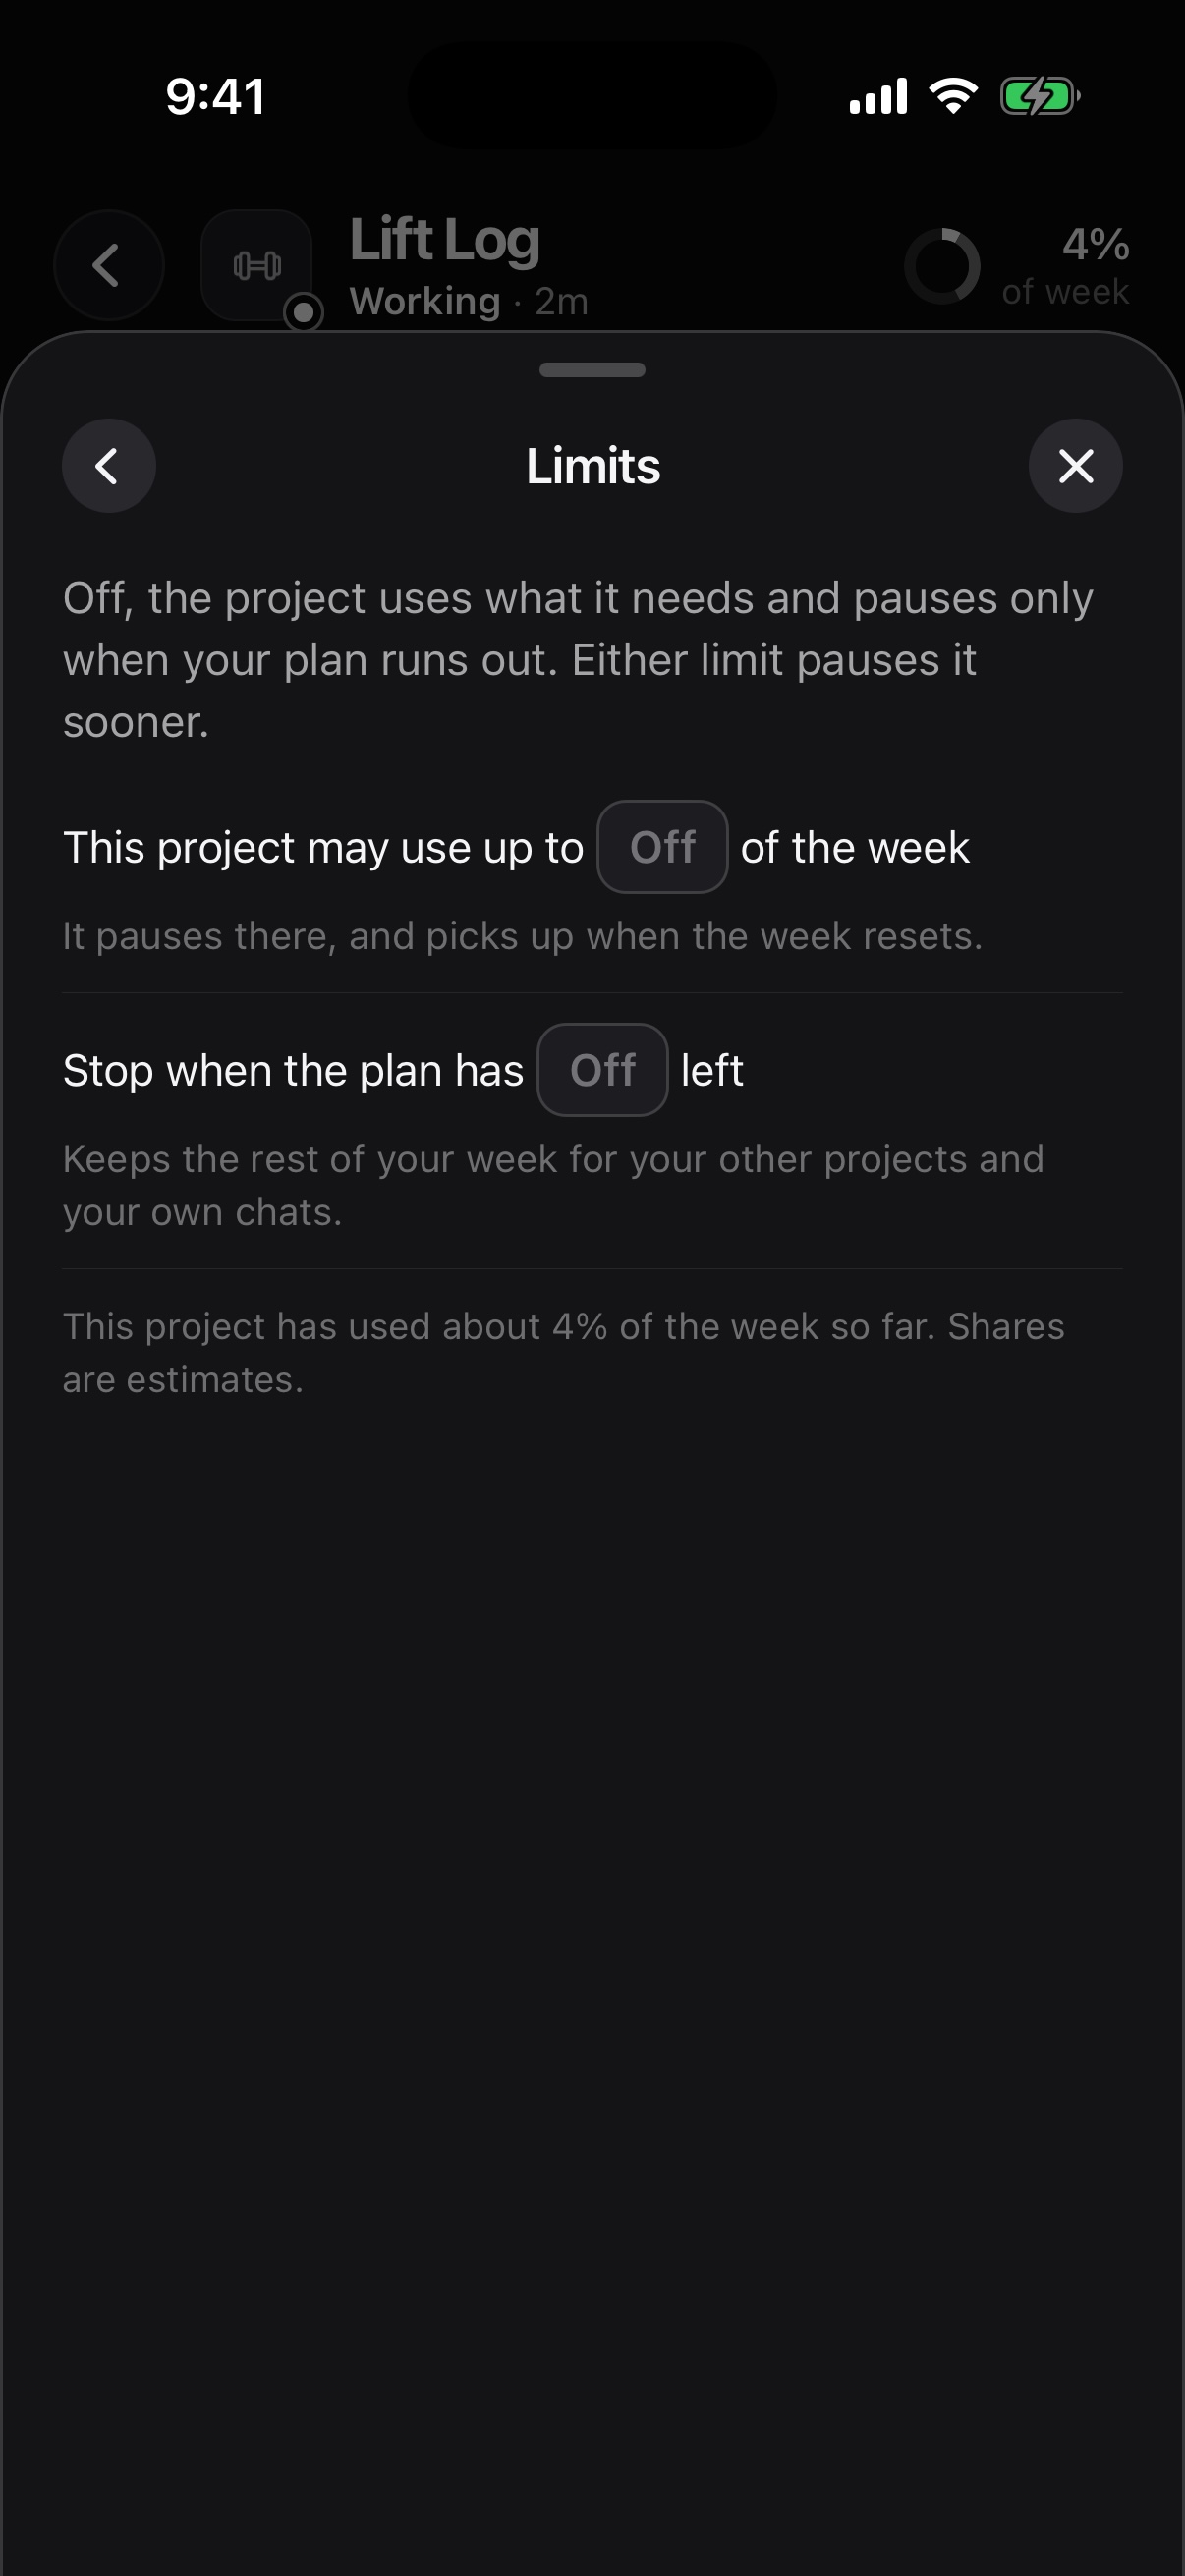 9:41
Lift Log
Working · 2m
4%
of week
Limits
Off, the project uses what it needs and pauses only
when your plan runs out. Either limit pauses it
sooner.
This project may use up to Off of the week
It pauses there, and picks up when the week resets.
Stop when the plan has Off left
Keeps the rest of your week for your other projects and
your own chats.
This project has used about 4% of the week so far. Shares
are estimates.